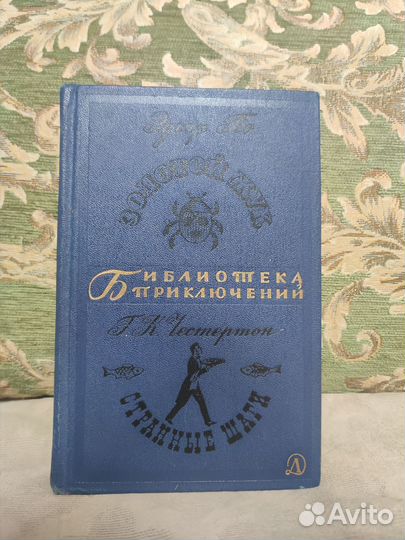 Эдгар По
ЗОЛОТОЙ ЖУК
БИБЛИОТЕКА
ПРИКЛЮЧЕНИЙ
Г. К. Честертон
СТРАННЫЕ ШАГИ
Д
Avito